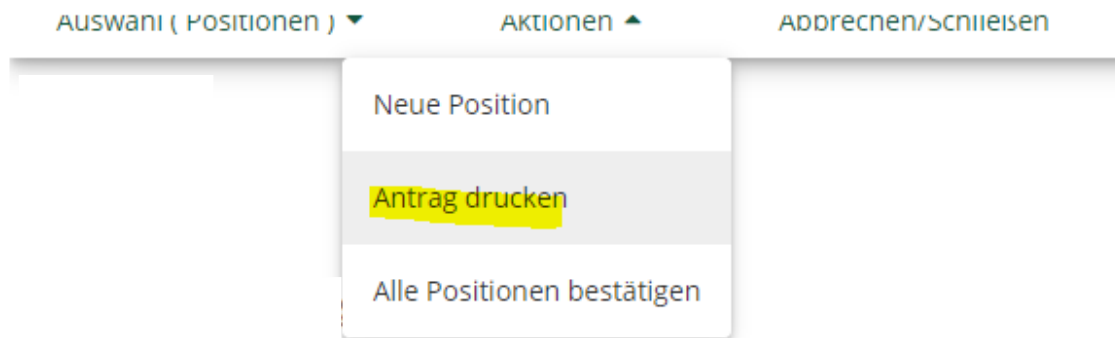 Auswahl ( Positionen ) Aktionen Abbrechen/Schließen
Neue Position
Antrag drucken
Alle Positionen bestätigen